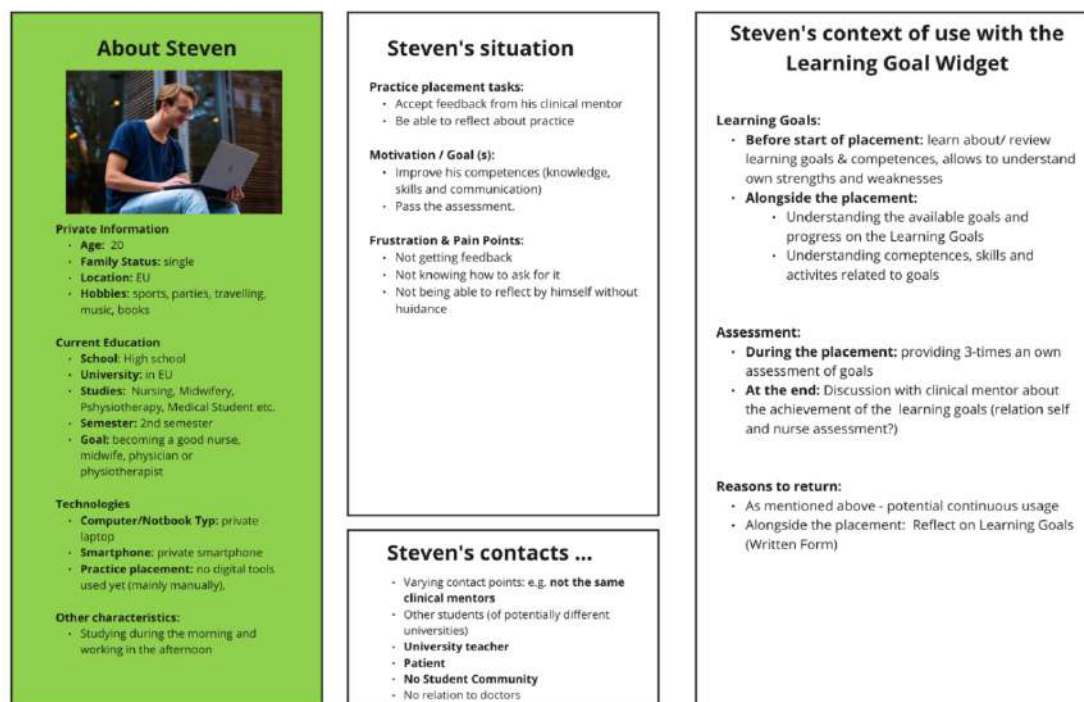 About Steven
Private Information
• Age: 20
• Family Status: single
• Location: EU
• Hobbies: sports, parties, travelling,
music, books
Current Education
• School: High school
• University: in EU
• Studies: Nursing, Midwifery,
Pshysiotherapy, Medical Student etc.
• Semester: 2nd semester
• Goal: becoming a good nurse,
midwife, physician or
physiotherapist
Technologies
• Computer/Notbook Typ: private
laptop
• Smartphone: private smartphone
• Practice placement: no digital tools
used yet (mainly manually),
Other characteristics:
• Studying during the morning and
working in the afternoon
Steven's situation
Practice placement tasks:
• Accept feedback from his clinical mentor
• Be able to reflect about practice
Motivation / Goal (s):
• Improve his competences (knowledge,
skills and communication)
• Pass the assessment.
Frustration & Pain Points:
• Not getting feedback
• Not knowing how to ask for it
• Not being able to reflect by himself without
huidance
Steven's contacts ...
• Varying contact points: e.g. not the same
clinical mentors
• Other students (of potentially different
universities)
• University teacher
• Patient
• No Student Community
• No relation to doctors
Steven's context of use with the
Learning Goal Widget
Learning Goals:
• Before start of placement: learn about/ review
learning goals & competences, allows to understand
own strengths and weaknesses
• Alongside the placement:
• Understanding the available goals and
progress on the Learning Goals
• Understanding comeptences, skills and
activites related to goals
Assessment:
• During the placement: providing 3-times an own
assessment of goals
• At the end: Discussion with clinical mentor about
the achievement of the learning goals (relation self
and nurse assessment?)
Reasons to return:
• As mentioned above - potential continuous usage
• Alongside the placement: Reflect on Learning Goals
(Written Form)